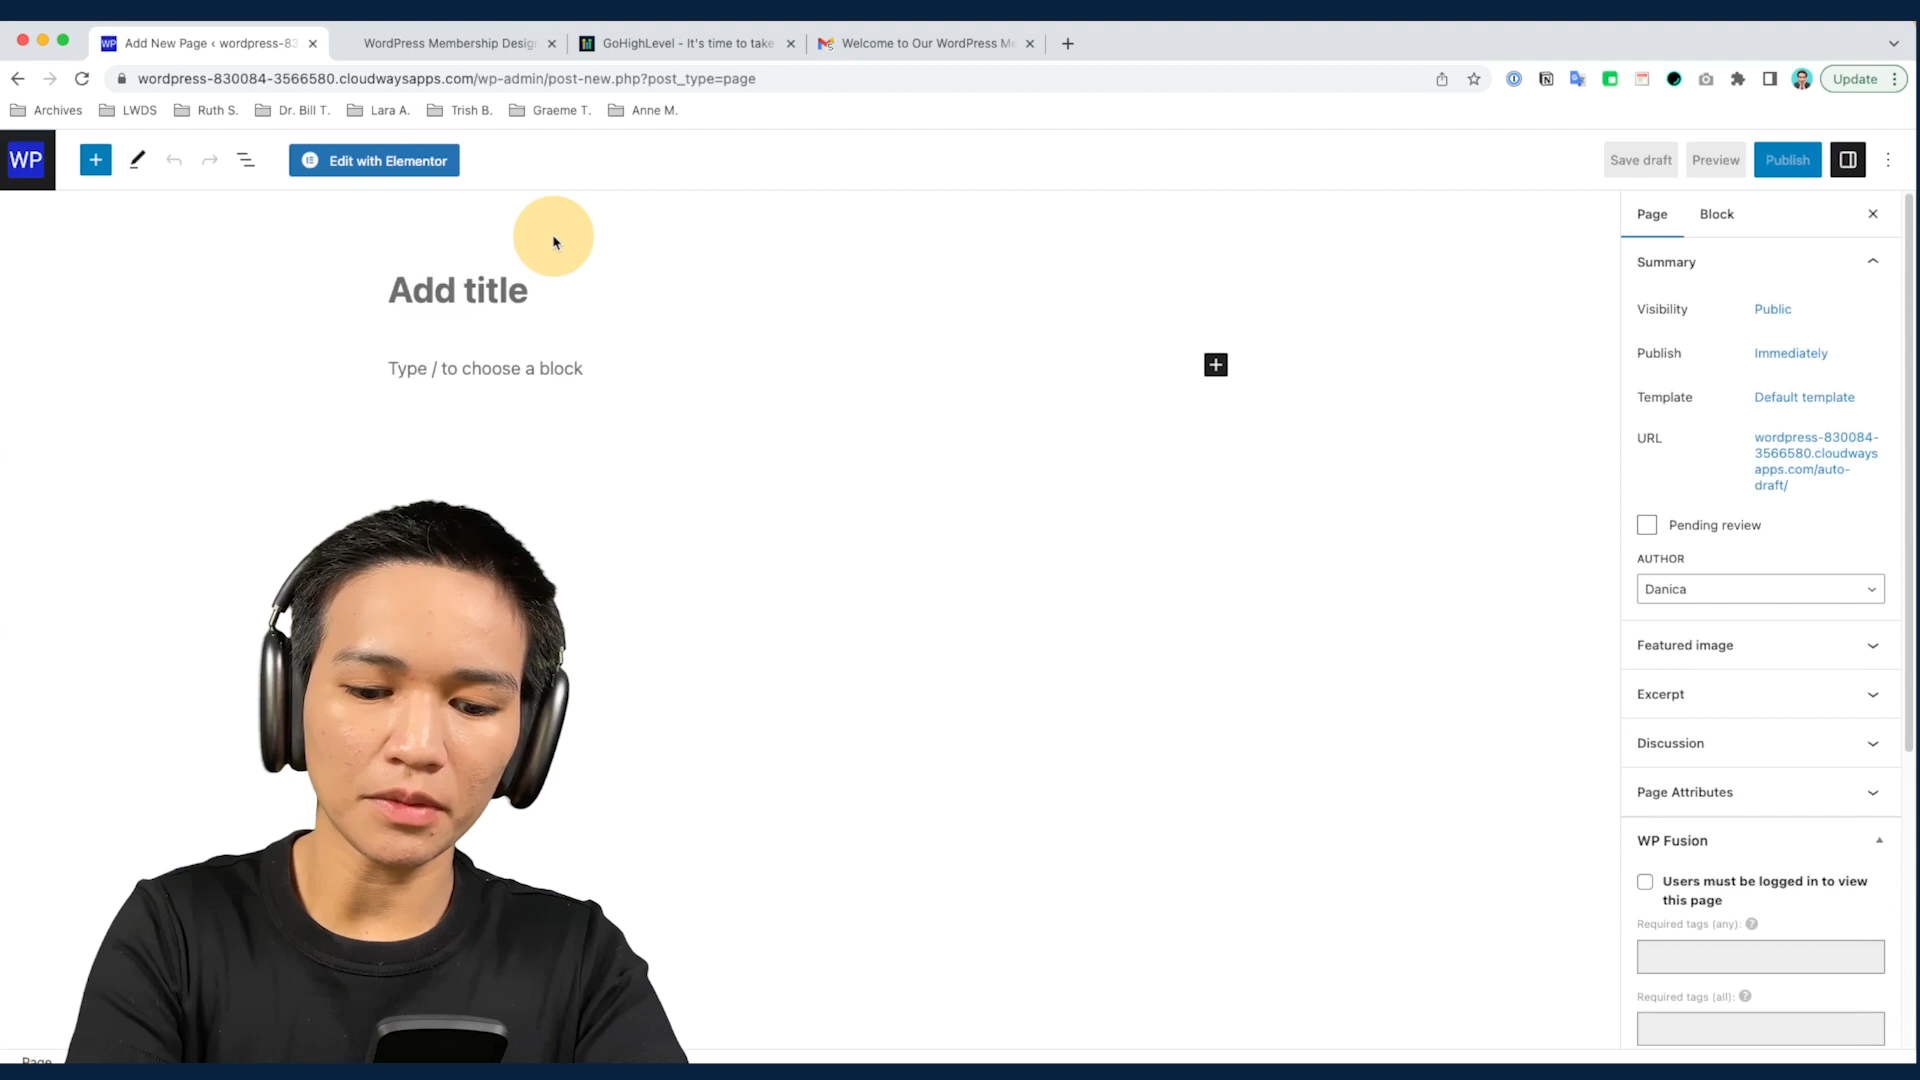 WP Add New Page ‹ wordpress-83
WordPress Membership Desig
GoHighLevel - It's time to take
Welcome to Our WordPress Me
wordpress-830084-3566580.cloudwaysapps.com/wp-admin/post-new.php?post_type=page
Update
Archives
LWDS
Ruth S.
Dr. Bill T.
Lara A.
Trish B.
Graeme T.
Anne M.
WP
Edit with Elementor
Save draft
Preview
Publish
Add title
Type / to choose a block
Page
Block
Summary
Visibility
Public
Publish
Immediately
Template
Default template
URL
wordpress-830084-
3566580.cloudways
apps.com/auto-
draft/
Pending review
AUTHOR
Danica
Featured image
Excerpt
Discussion
Page Attributes
WP Fusion
Users must be logged in to view
this page
Required tags (any): ?
Required tags (all): ?
Page